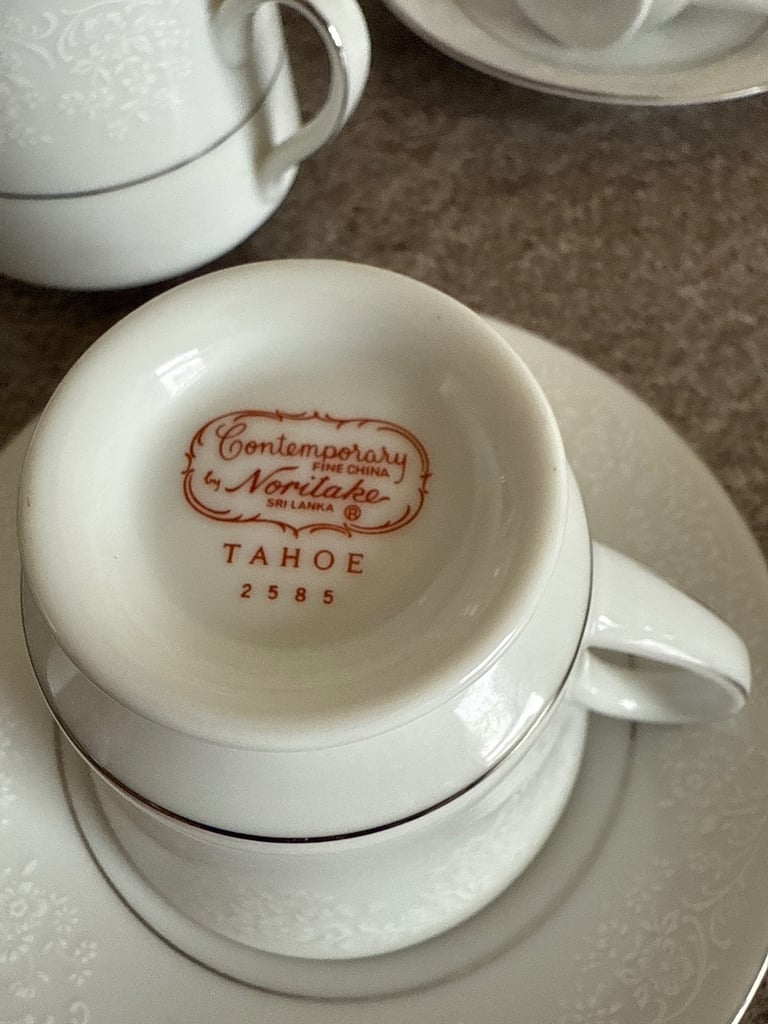 Contemporary
FINE CHINA
by Noritake
SRI LANKA ®
TAHOE
2585